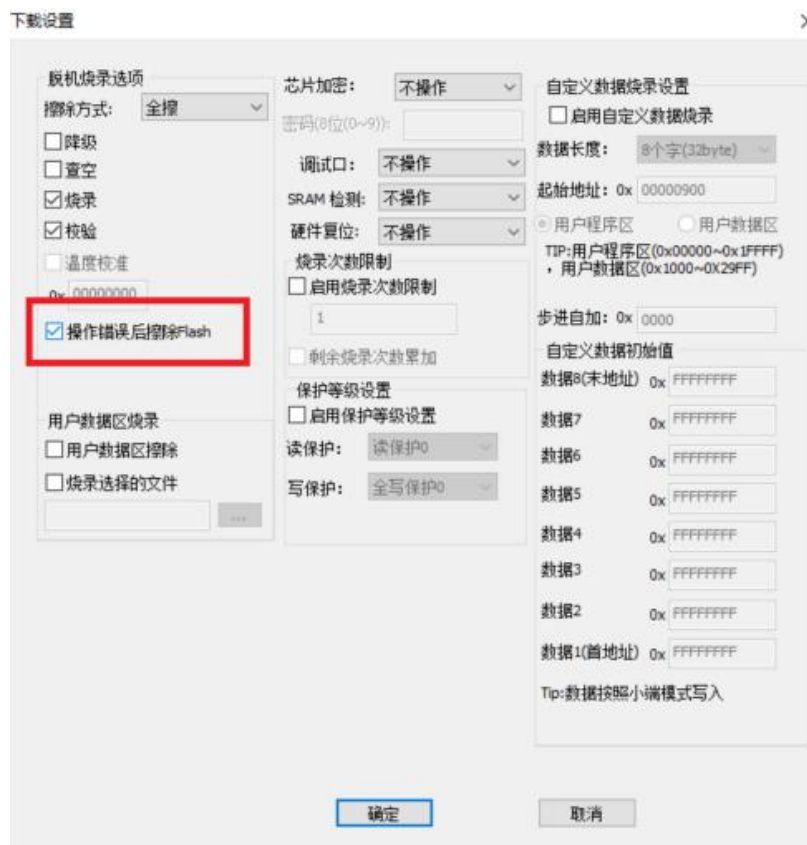 下载设置
脱机烧录选项
擦除方式: 全擦
降级
查空
烧录
校验
温度校准
0x 00000000
操作错误后擦除Flash
用户数据区烧录
用户数据区擦除
烧录选择的文件
...
芯片加密: 不操作
密码(8位(0~9)):
调试口: 不操作
SRAM 检测: 不操作
硬件复位: 不操作
烧录次数限制
启用烧录次数限制
1
剩余烧录次数累加
保护等级设置
启用保护等级设置
读保护: 读保护0
写保护: 全写保护0
自定义数据烧录设置
启用自定义数据烧录
数据长度: 8个字(32byte)
起始地址: 0x 00000900
用户程序区 用户数据区
TIP:用户程序区(0x00000~0x1FFFF)
，用户数据区(0x1000~0X29FF)
步进自加: 0x 0000
自定义数据初始值
数据8(末地址) 0x FFFFFFFF
数据7 0x FFFFFFFF
数据6 0x FFFFFFFF
数据5 0x FFFFFFFF
数据4 0x FFFFFFFF
数据3 0x FFFFFFFF
数据2 0x FFFFFFFF
数据1(首地址) 0x FFFFFFFF
Tip:数据按照小端模式写入
确定 取消